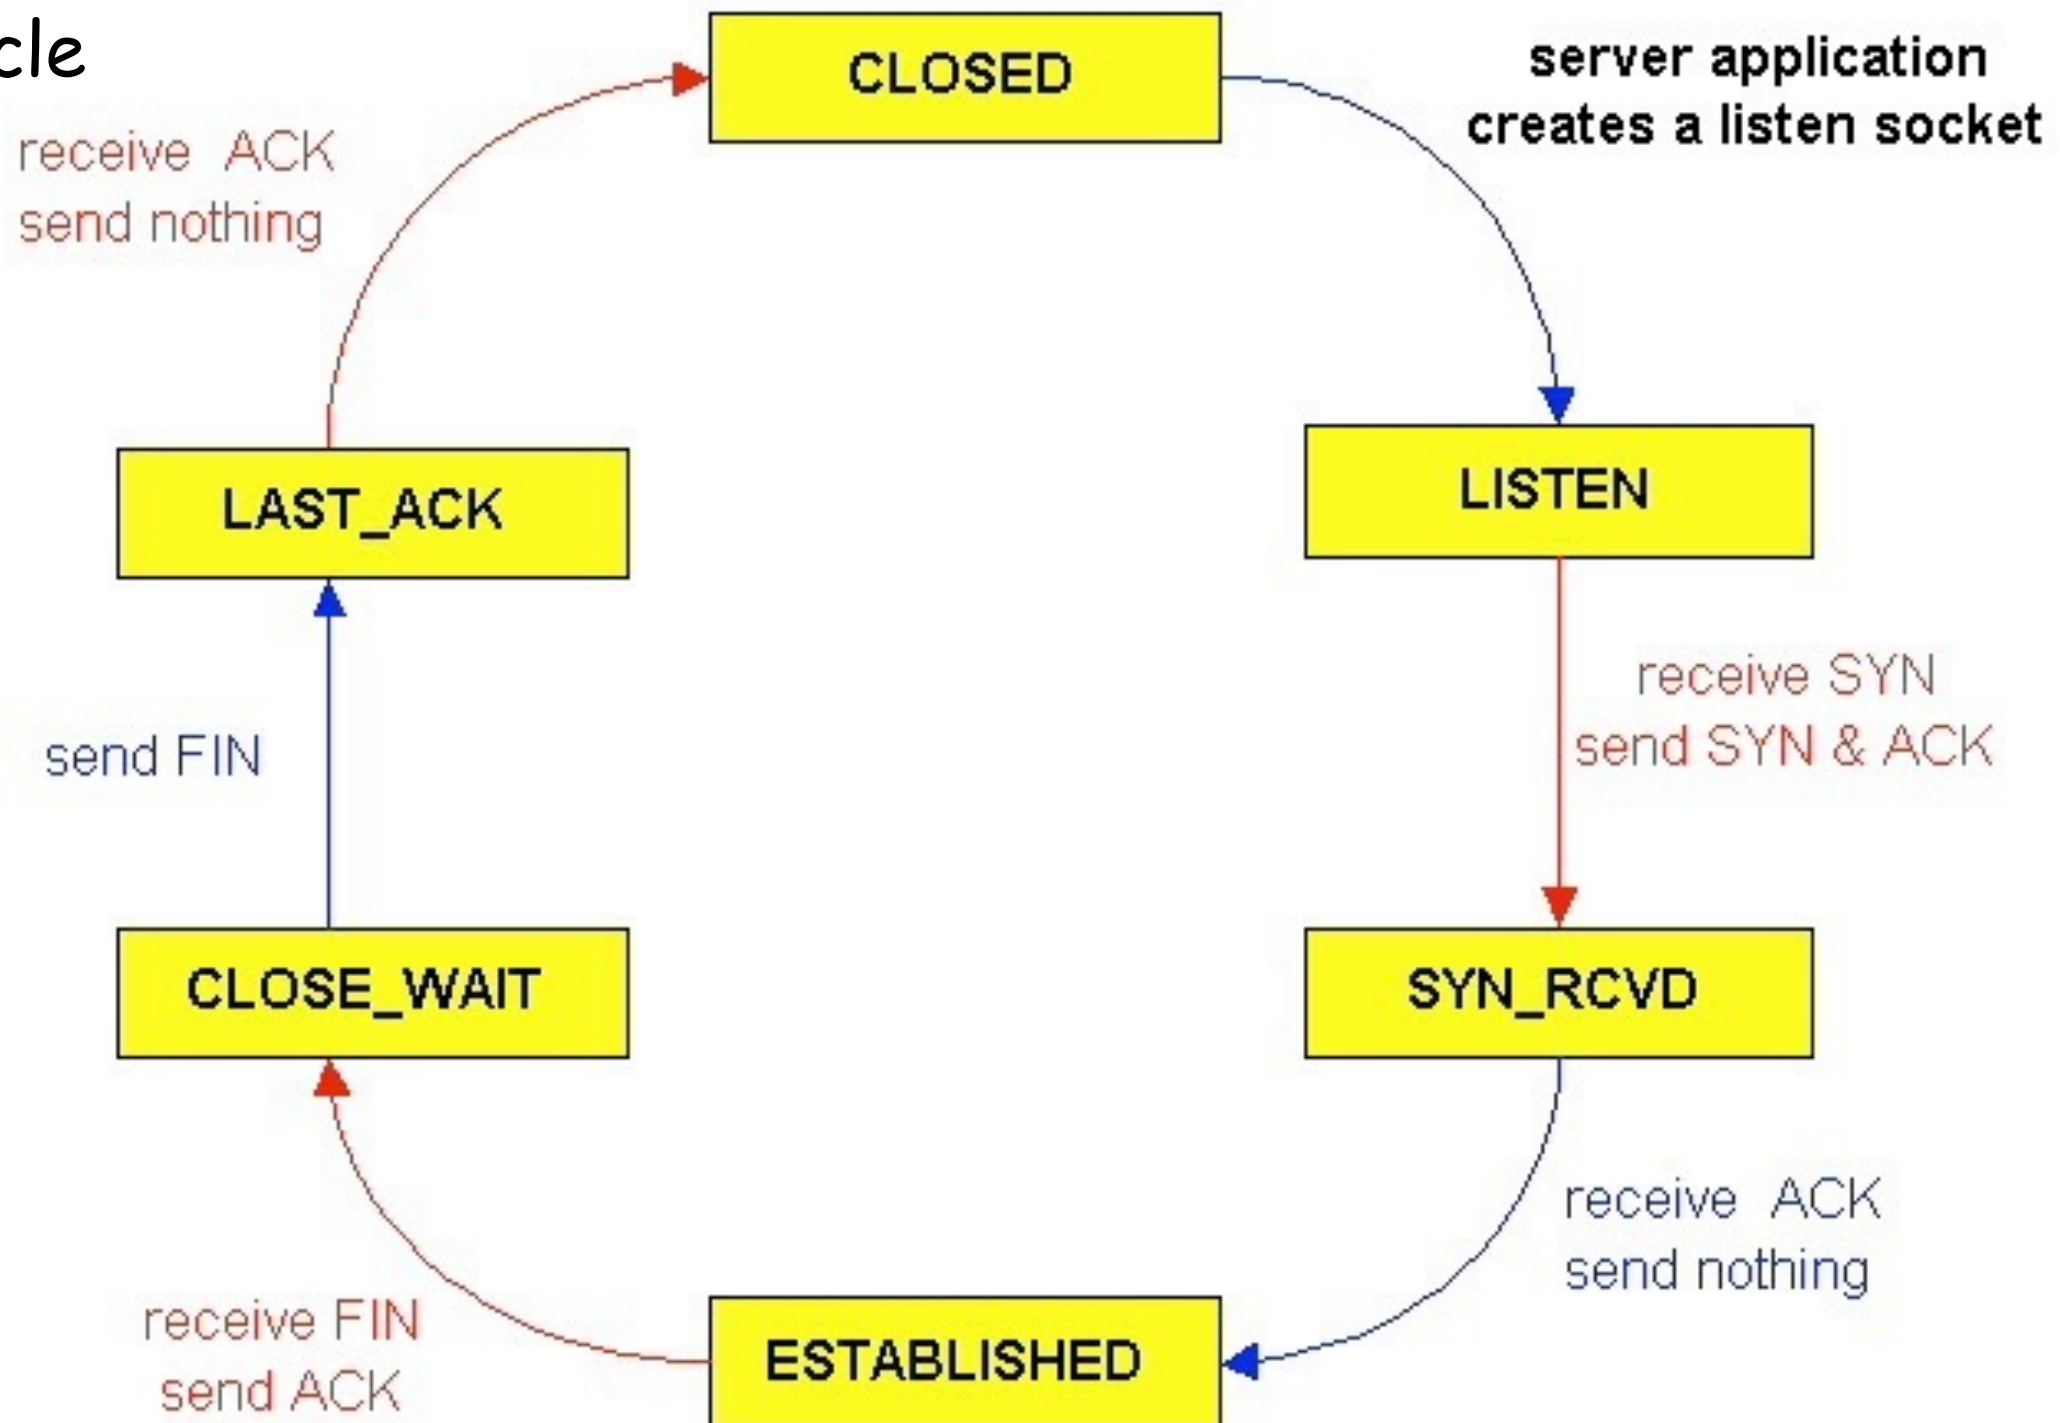 cle
CLOSED
server application
creates a listen socket
receive ACK
send nothing
LAST_ACK
LISTEN
receive SYN
send SYN & ACK
send FIN
CLOSE_WAIT
SYN_RCVD
receive ACK
send nothing
receive FIN
send ACK
ESTABLISHED